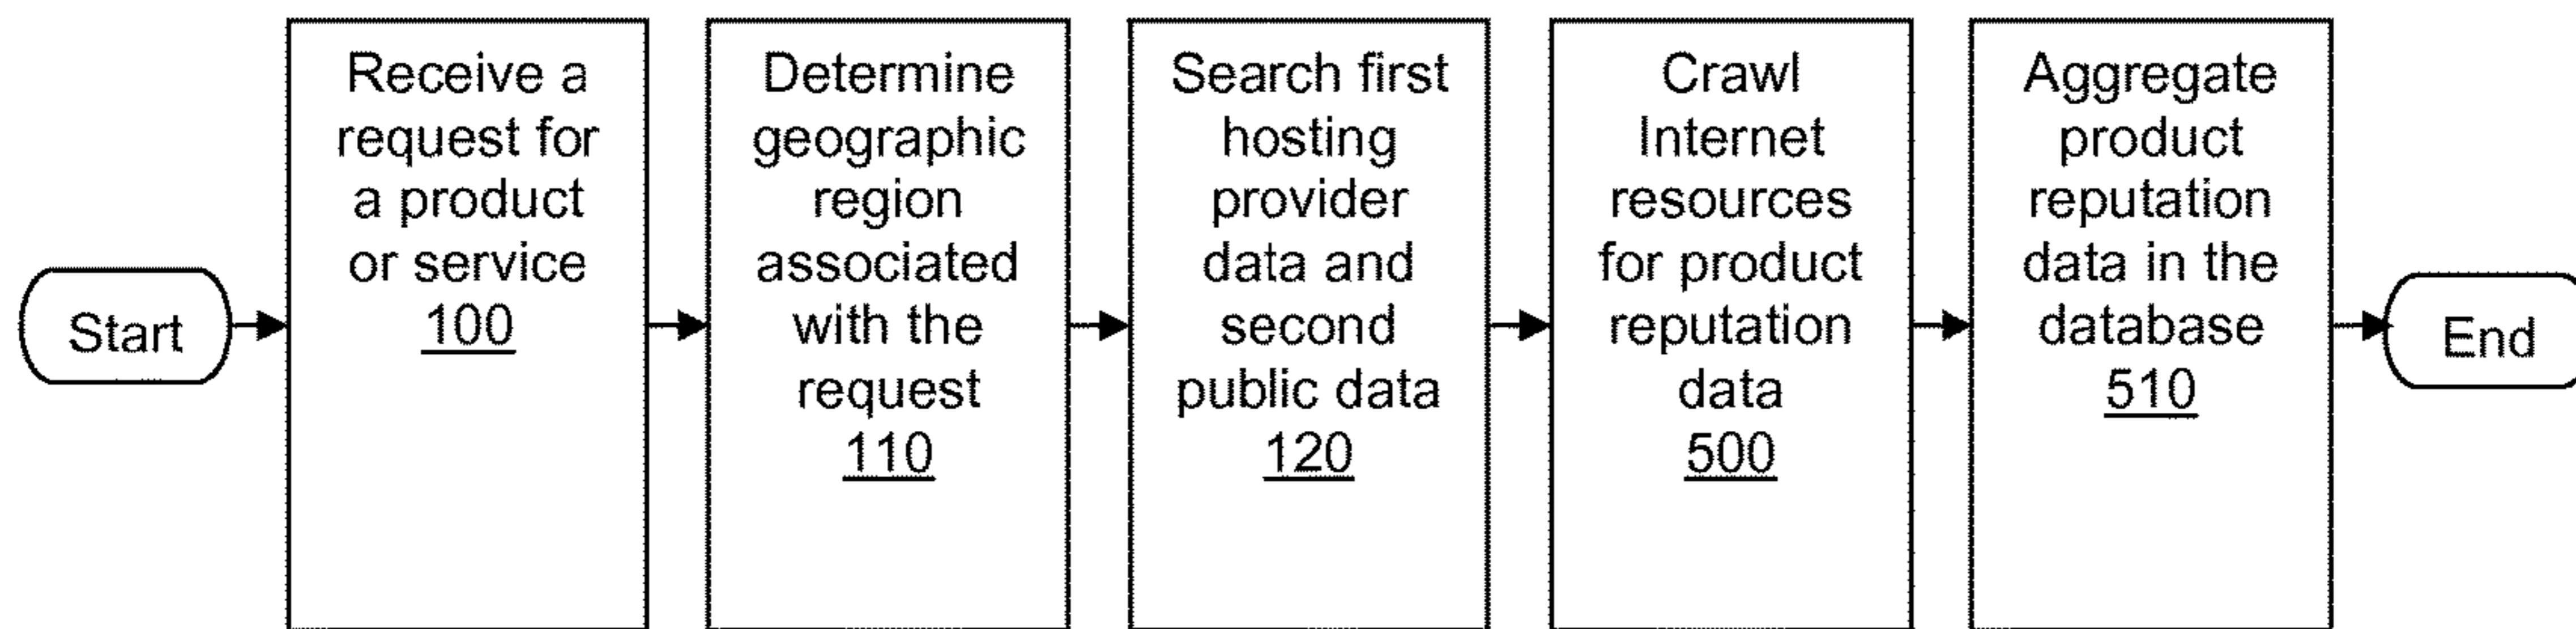 Start
Receive a
request for
a product
or service
100
Determine
geographic
region
associated
with the
request
110
Search first
hosting
provider
data and
second
public data
120
Crawl
Internet
resources
for product
reputation
data
500
Aggregate
product
reputation
data in the
database
510
End